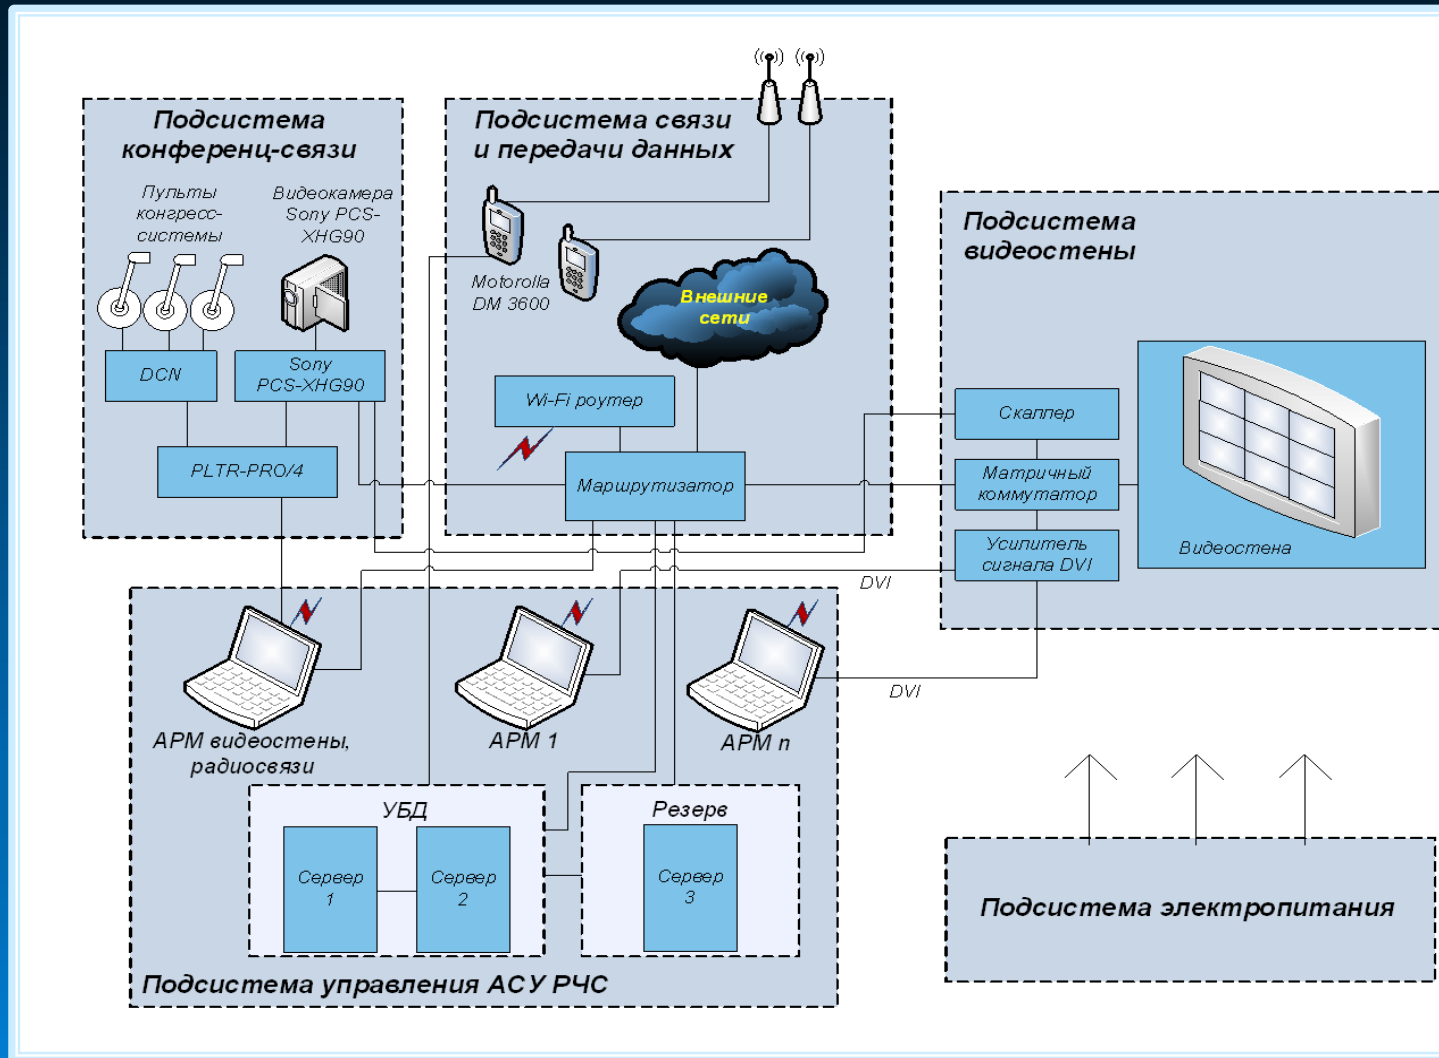 Подсистема
конференц-связи
Пульты
конгресс-
системы
Видеокамера
Sony PCS-
XHG90
DCN
Sony
PCS-XHG90
PLTR-PRO/4
Подсистема связи
и передачи данных
Motorolla
DM 3600
Внешние
сети
Wi-Fi роутер
Маршрутизатор
Подсистема
видеостены
Скаллер
Матричный
коммутатор
Усилитель
сигнала DVI
Видеостена
DVI
DVI
АРМ видеостены,
радиосвязи
АРМ 1
АРМ n
УБД
Сервер
1
Сервер
2
Резерв
Сервер
3
Подсистема управления АСУ РЧС
Подсистема электропитания